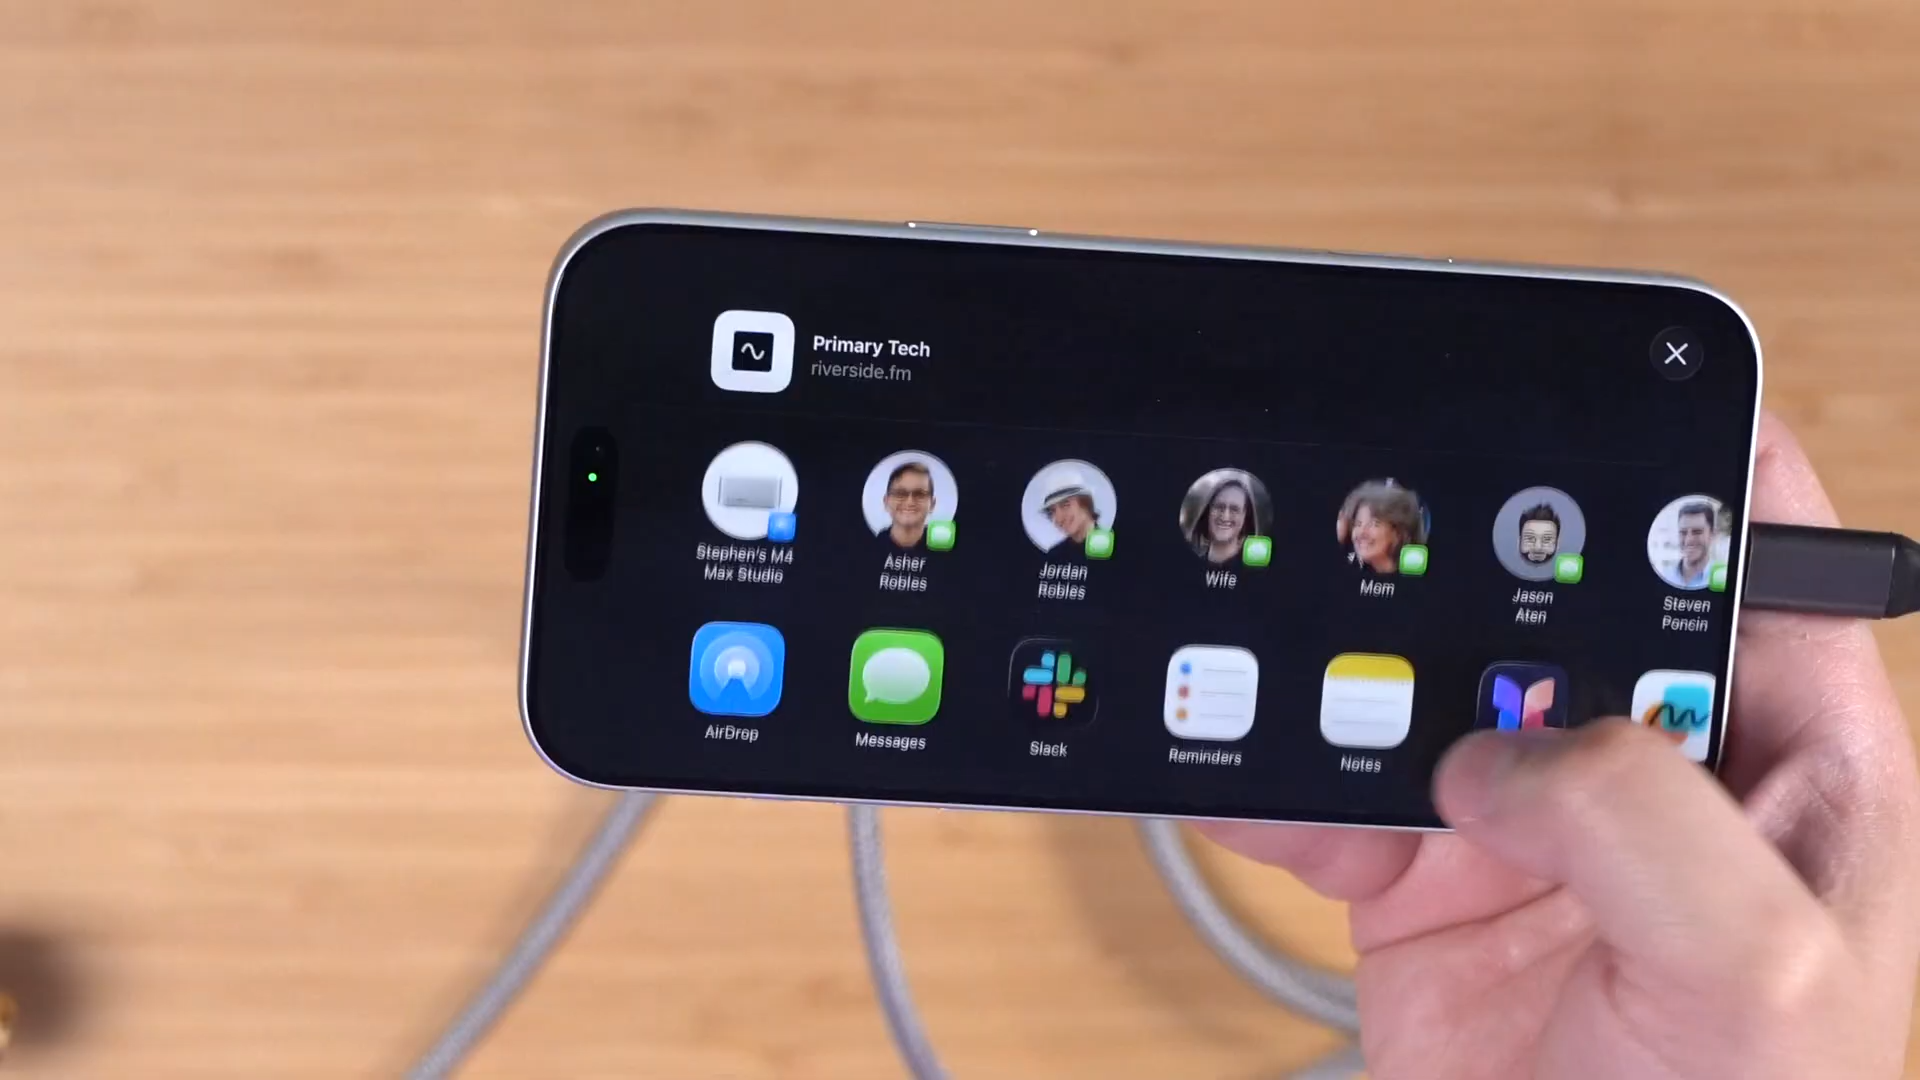 Primary Tech
riverside.fm
Stephen's M4
Max Studio
Asher
Robles
Jordan
Robles
Wife
Mom
Jason
Aten
Steven
Poncin
AirDrop
Messages
Slack
Reminders
Notes